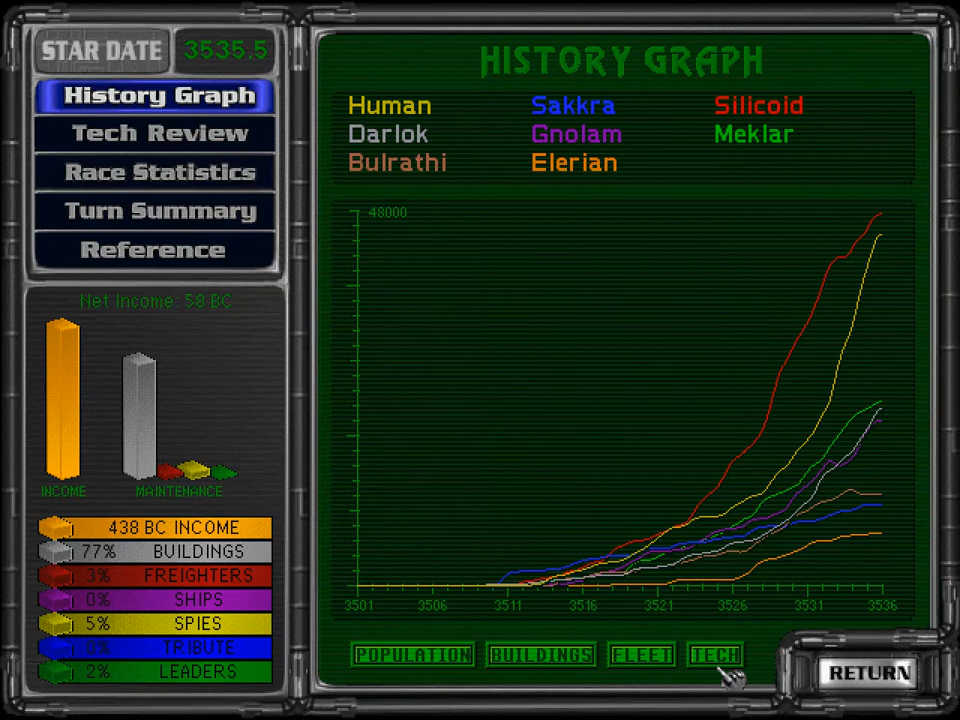 STAR DATE 3535.5
History Graph
Tech Review
Race Statistics
Turn Summary
Reference
Net Income: 58 BC
INCOME MAINTENANCE
438 BC INCOME
77% BUILDINGS
3% FREIGHTERS
0% SHIPS
5% SPIES
0% TRIBUTE
2% LEADERS
HISTORY GRAPH
Human Sakkra Silicoid
Darlok Gnolam Meklar
Bulrathi Elerian
48000
3501 3506 3511 3516 3521 3526 3531 3536
POPULATION BUILDINGS FLEET TECH
RETURN